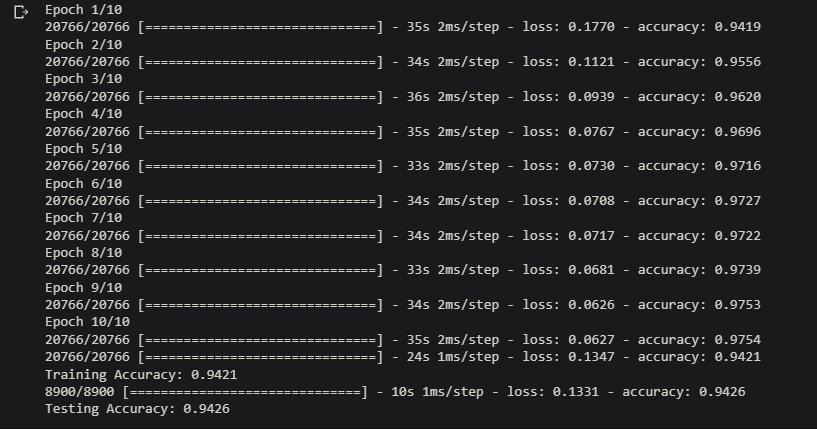 Epoch 1/10
20766/20766 [==============================] - 35s 2ms/step - loss: 0.1770 - accuracy: 0.9419
Epoch 2/10
20766/20766 [==============================] - 34s 2ms/step - loss: 0.1121 - accuracy: 0.9556
Epoch 3/10
20766/20766 [==============================] - 36s 2ms/step - loss: 0.0939 - accuracy: 0.9620
Epoch 4/10
20766/20766 [==============================] - 35s 2ms/step - loss: 0.0767 - accuracy: 0.9696
Epoch 5/10
20766/20766 [==============================] - 33s 2ms/step - loss: 0.0730 - accuracy: 0.9716
Epoch 6/10
20766/20766 [==============================] - 34s 2ms/step - loss: 0.0708 - accuracy: 0.9727
Epoch 7/10
20766/20766 [==============================] - 34s 2ms/step - loss: 0.0717 - accuracy: 0.9722
Epoch 8/10
20766/20766 [==============================] - 33s 2ms/step - loss: 0.0681 - accuracy: 0.9739
Epoch 9/10
20766/20766 [==============================] - 34s 2ms/step - loss: 0.0626 - accuracy: 0.9753
Epoch 10/10
20766/20766 [==============================] - 35s 2ms/step - loss: 0.0627 - accuracy: 0.9754
20766/20766 [==============================] - 24s 1ms/step - loss: 0.1347 - accuracy: 0.9421
Training Accuracy: 0.9421
8900/8900 [==============================] - 10s 1ms/step - loss: 0.1331 - accuracy: 0.9426
Testing Accuracy: 0.9426